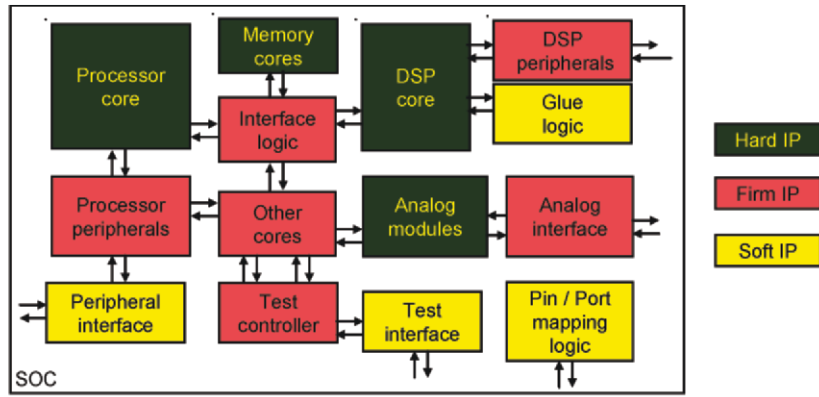 Processor
core
Memory
cores
DSP
core
DSP
peripherals
Glue
logic
Interface
logic
Processor
peripherals
Other
cores
Analog
modules
Analog
interface
Peripheral
interface
Test
controller
Test
interface
Pin / Port
mapping
logic
SOC
Hard IP
Firm IP
Soft IP